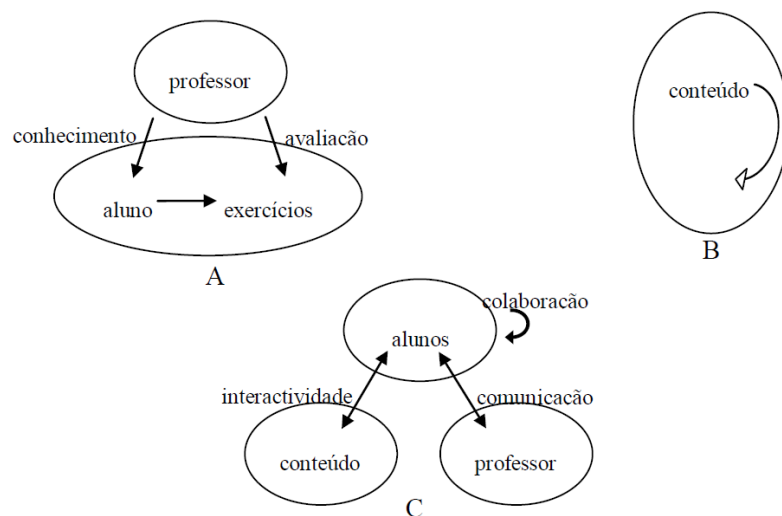 professor
conhecimento
avaliacão
aluno
exercícios
A
conteúdo
B
colaboracão
alunos
interactividade
comunicacão
conteúdo
professor
C